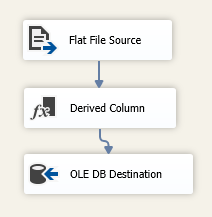 Flat File Source
Derived Column
OLE DB Destination